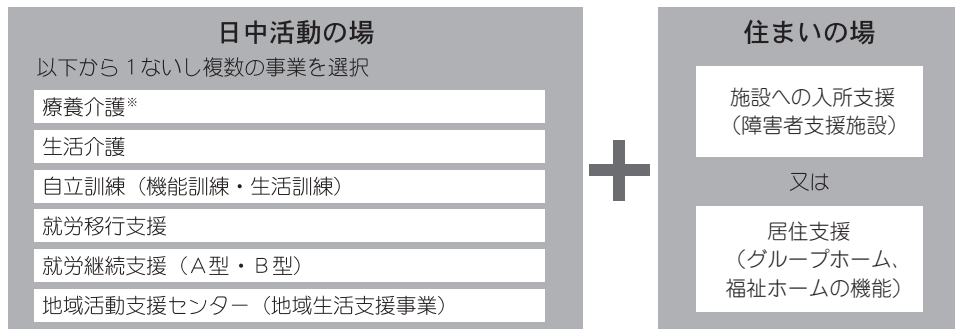 日中活動の場
以下から1ないし複数の事業を選択
療養介護※
生活介護
自立訓練（機能訓練・生活訓練）
就労移行支援
就労継続支援（A型・B型）
地域活動支援センター（地域生活支援事業）
＋
住まいの場
施設への入所支援
（障害者支援施設）
又は
居住支援
（グループホーム、
福祉ホームの機能）